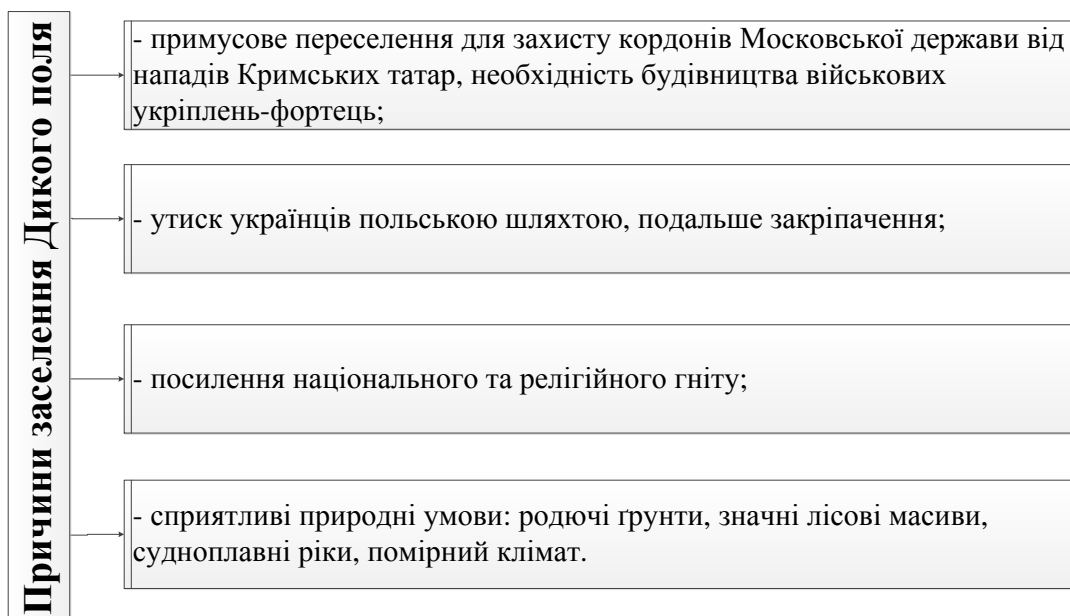 Причини заселення Дикого поля
- примусове переселення для захисту кордонів Московської держави від
нападів Кримських татар, необхідність будівництва військових
укріплень-фортець;
- утиск українців польською шляхтою, подальше закріпачення;
- посилення національного та релігійного гніту;
- сприятливі природні умови: родючі ґрунти, значні лісові масиви,
судноплавні ріки, помірний клімат.